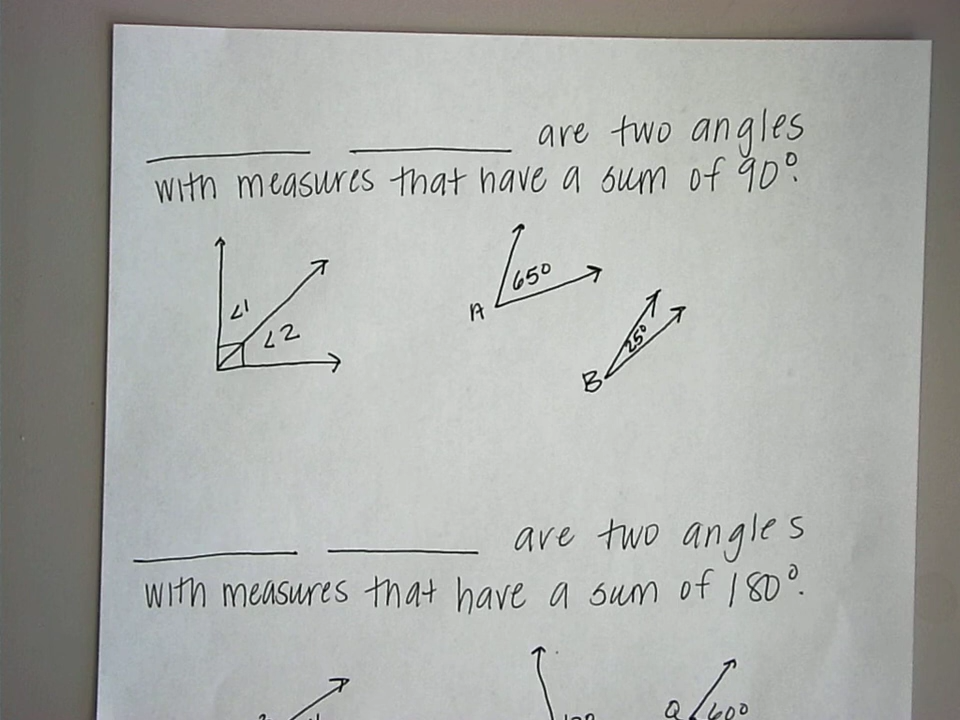 are two angles
with measures that have a sum of 90°.
∠1
∠2
A
65°
B
25°
are two angles
with measures that have a sum of 180°.
Q
60°